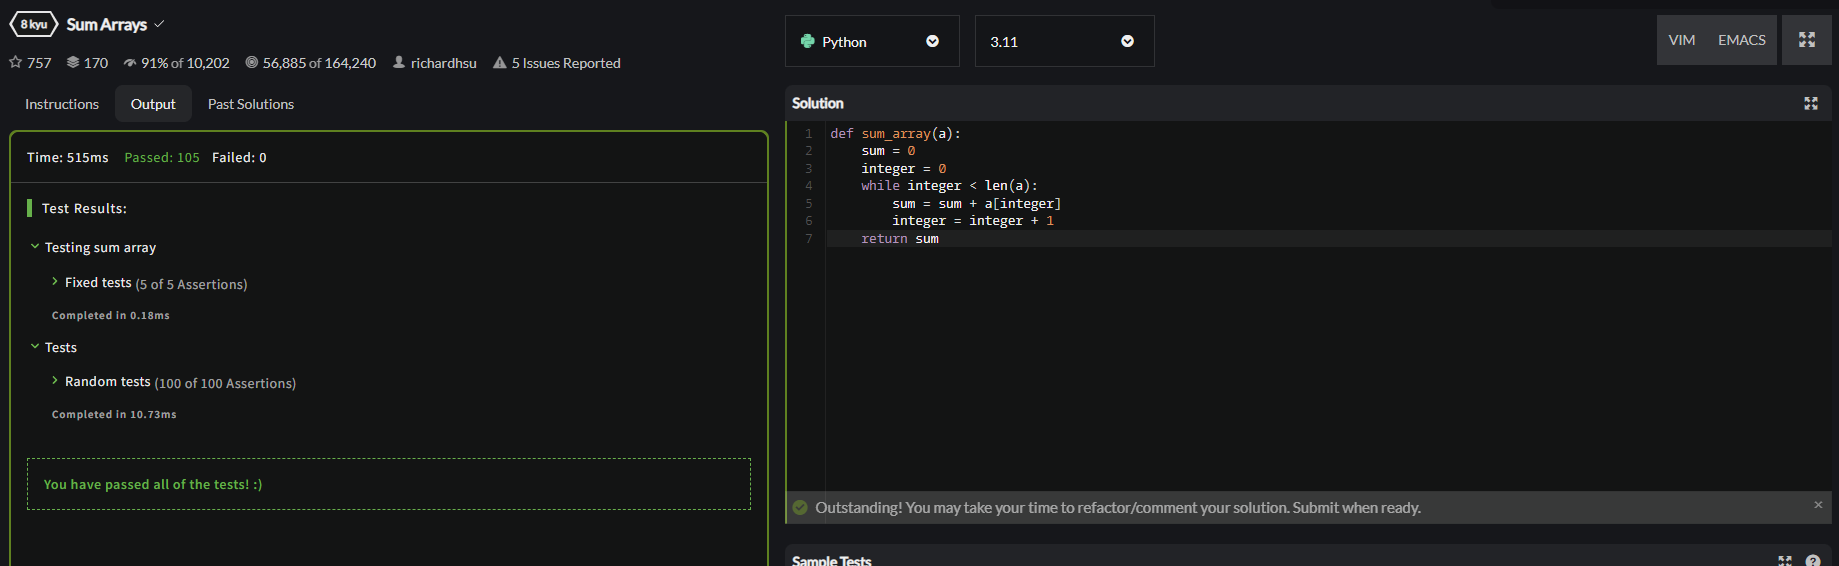 8 kyu Sum Arrays
757 170 91% of 10,202 56,885 of 164,240 richardhsu 5 Issues Reported
Instructions Output Past Solutions
Time: 515ms Passed: 105 Failed: 0
Test Results:
Testing sum array
Fixed tests (5 of 5 Assertions)
Completed in 0.18ms
Tests
Random tests (100 of 100 Assertions)
Completed in 10.73ms
You have passed all of the tests! :)
Python 3.11 VIM EMACS
Solution
1 def sum_array(a):
2     sum = 0
3     integer = 0
4     while integer < len(a):
5         sum = sum + a[integer]
6         integer = integer + 1
7     return sum
Outstanding! You may take your time to refactor/comment your solution. Submit when ready. ×
Sample Tests ?